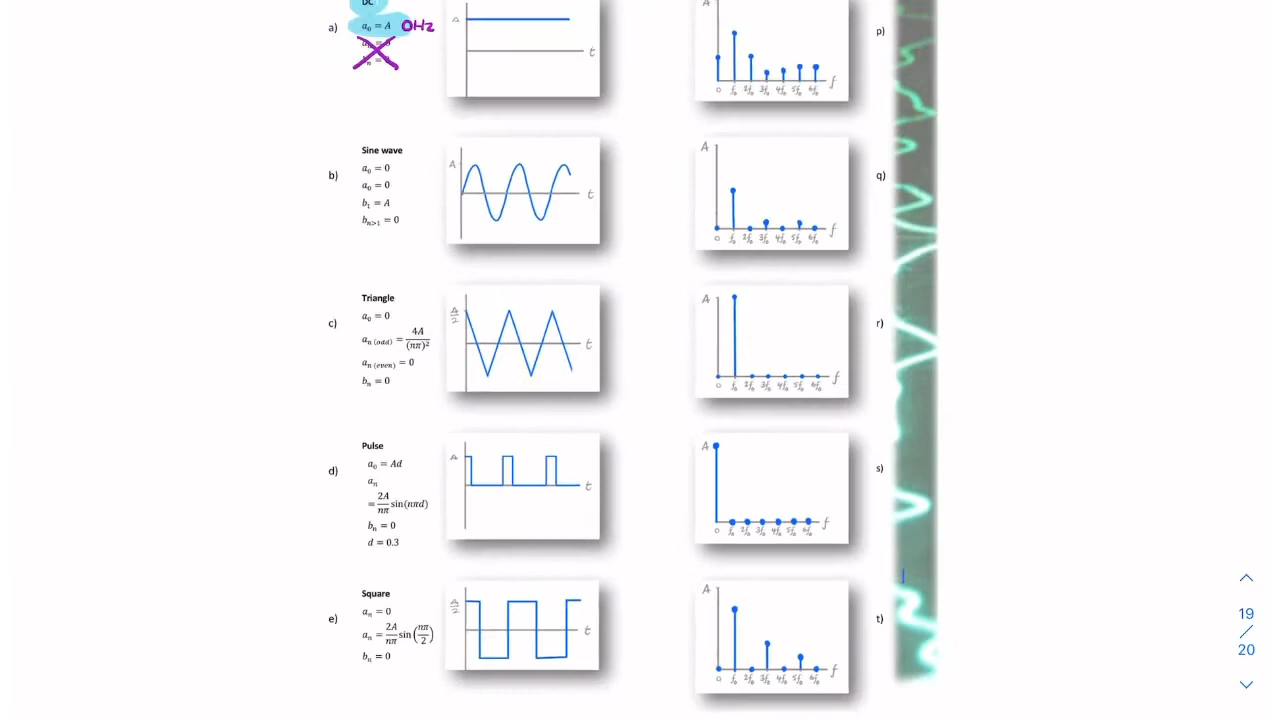 DC
a) a₀ = A 0Hz
A
t
A
0 f₀ 2f₀ 3f₀ 4f₀ 5f₀ 6f₀ f
p)
Sine wave
a₀ = 0
b) a₀ = 0
b₁ = A
bₙ>₁ = 0
A
t
A
0 f₀ 2f₀ 3f₀ 4f₀ 5f₀ 6f₀ f
q)
Triangle
a₀ = 0
c) aₙ (odd) = 4A/(nπ)²
aₙ (even) = 0
bₙ = 0
A/2
t
A
0 f₀ 2f₀ 3f₀ 4f₀ 5f₀ 6f₀ f
r)
Pulse
a₀ = Ad
d) aₙ
= 2A/nπ sin(nπd)
bₙ = 0
d = 0.3
A
t
A
0 f₀ 2f₀ 3f₀ 4f₀ 5f₀ 6f₀ f
s)
Square
aₙ = 0
e) aₙ = 2A/nπ sin(nπ/2)
bₙ = 0
A/2
t
A
0 f₀ 2f₀ 3f₀ 4f₀ 5f₀ 6f₀ f
t)
19
/
20